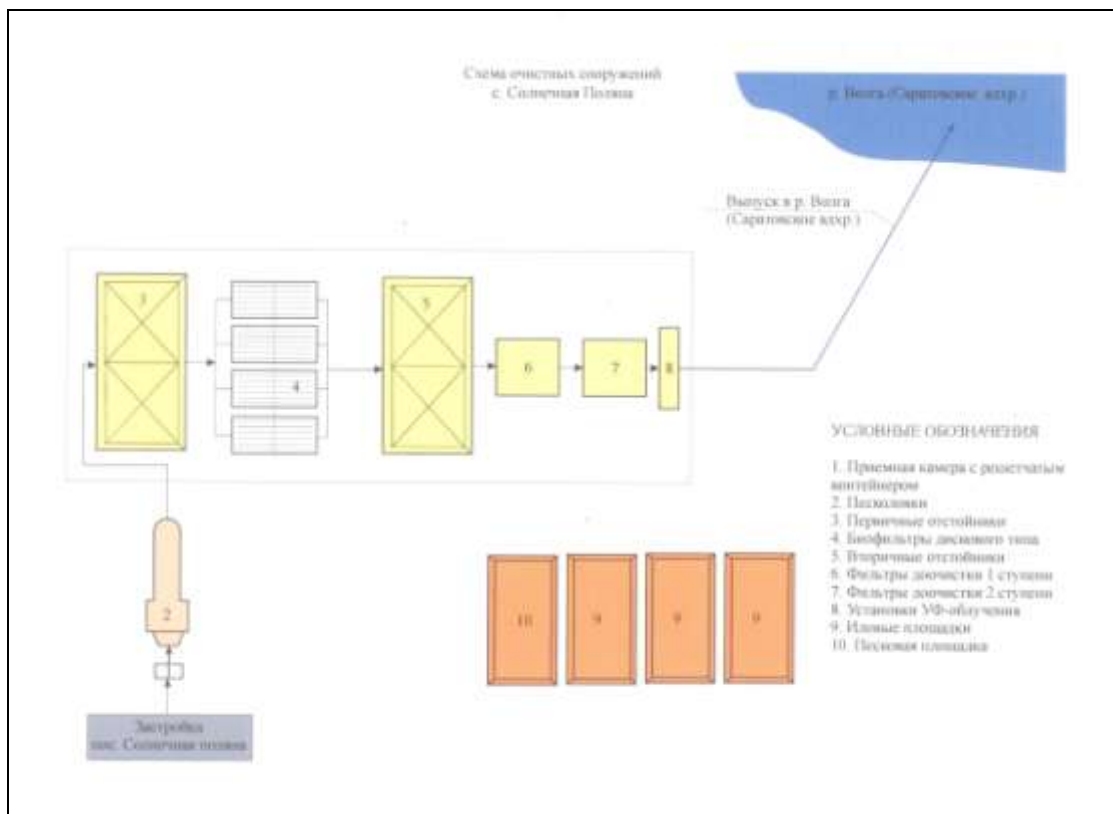 Схема очистных сооружений
с. Солнечная Поляна
р. Волга (Саратовское вдхр.)
Выпуск в р. Волга
(Саратовское вдхр.)
3
5
4
6
7
8
УСЛОВНЫЕ ОБОЗНАЧЕНИЯ
1. Приемная камера с решетчатым
контейнером
2. Песколовки
3. Первичные отстойники
4. Биофильтры дискового типа
5. Вторичные отстойники
6. Фильтры доочистки 1 ступени
7. Фильтры доочистки 2 ступени
8. Установки УФ-облучения
9. Иловые площадки
10. Песковая площадка
2
10
9
9
9
Застройка
пос. Солнечная поляна